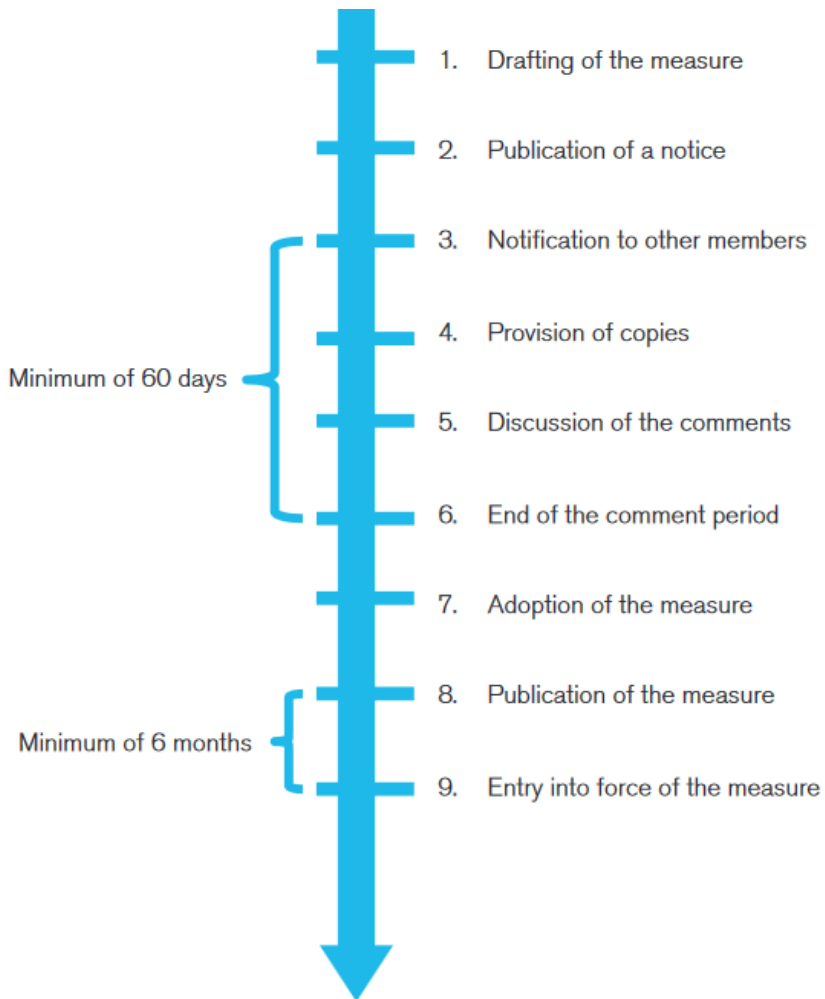 1. Drafting of the measure
2. Publication of a notice
3. Notification to other members
4. Provision of copies
Minimum of 60 days
5. Discussion of the comments
6. End of the comment period
7. Adoption of the measure
8. Publication of the measure
Minimum of 6 months
9. Entry into force of the measure